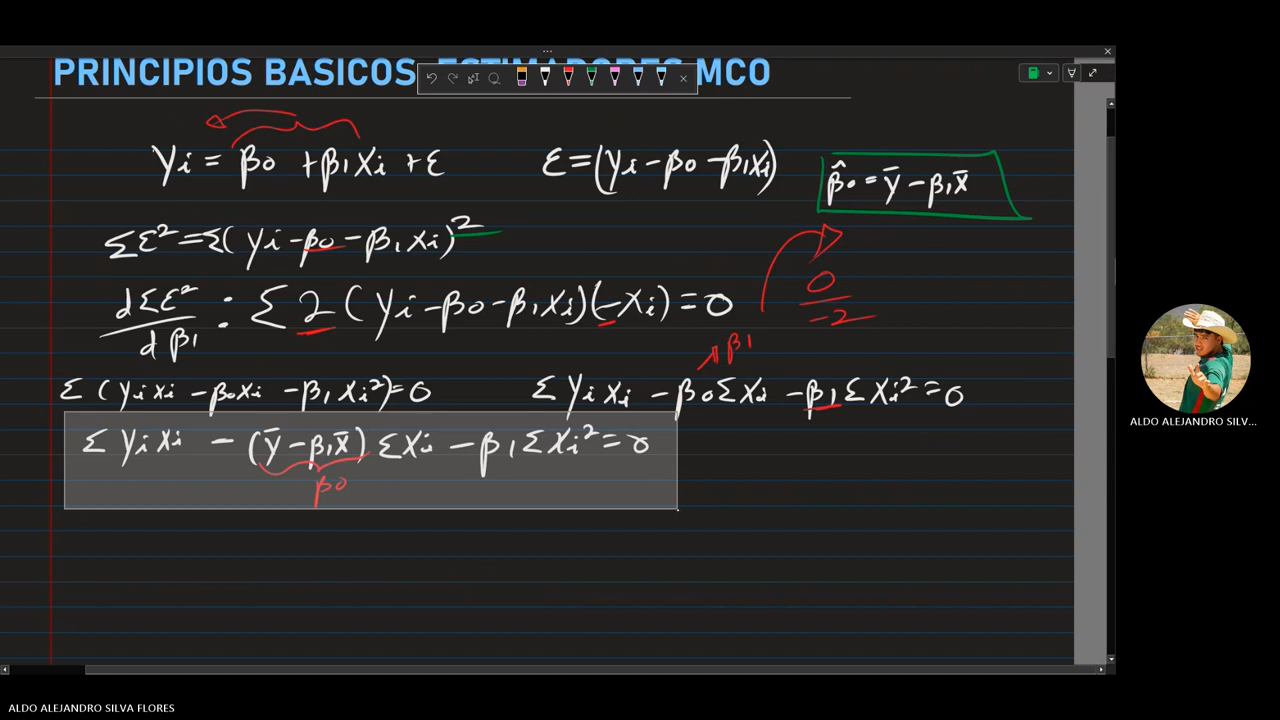 PRINCIPIOS BASICOS, ESTIMADORES MCO
yi = β0 + β1xi + ε
ε = (yi - β0 - β1xi)
β̂0 = ȳ - β1x̄
Σε² = Σ( yi - β0 - β1xi)²
dΣε²
dβ1
: Σ 2 ( yi - β0 - β1xi)(-xi) = 0
0
-2
β1
Σ (yixi - β0xi - β1xi²) = 0
Σ yixi - β0Σxi - β1Σxi² = 0
Σ yixi - (ȳ - β1x̄) Σxi - β1Σxi² = 0
β0
ALDO ALEJANDRO SILV...
ALDO ALEJANDRO SILVA FLORES